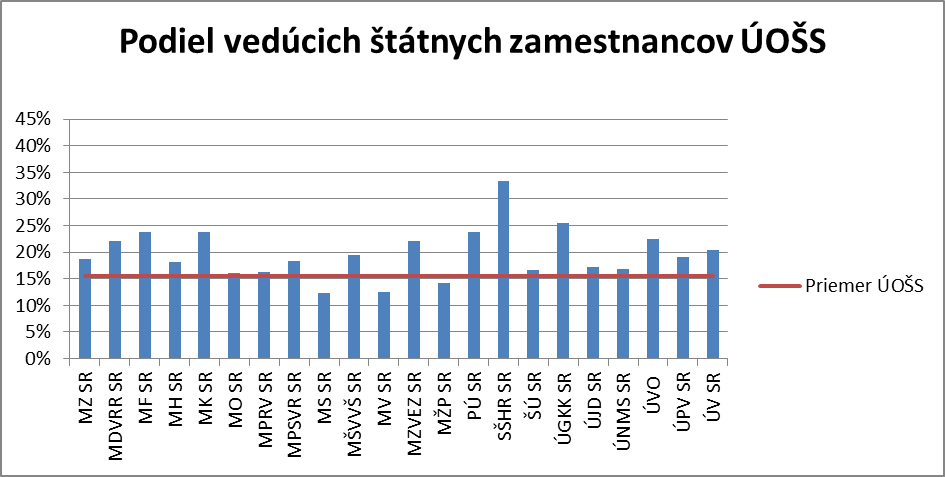 Podiel vedúcich štátnych zamestnancov ÚOŠS
45%
40%
35%
30%
25%
20%
15%
10%
5%
0%
MZ SR
MDVRR SR
MF SR
MH SR
MK SR
MO SR
MPRV SR
MPSVR SR
MS SR
MŠVVŠ SR
MV SR
MZVEZ SR
MŽP SR
PÚ SR
SŠHR SR
ŠÚ SR
ÚGKK SR
ÚJD SR
ÚNMS SR
ÚVO
ÚPV SR
ÚV SR
Priemer ÚOŠS